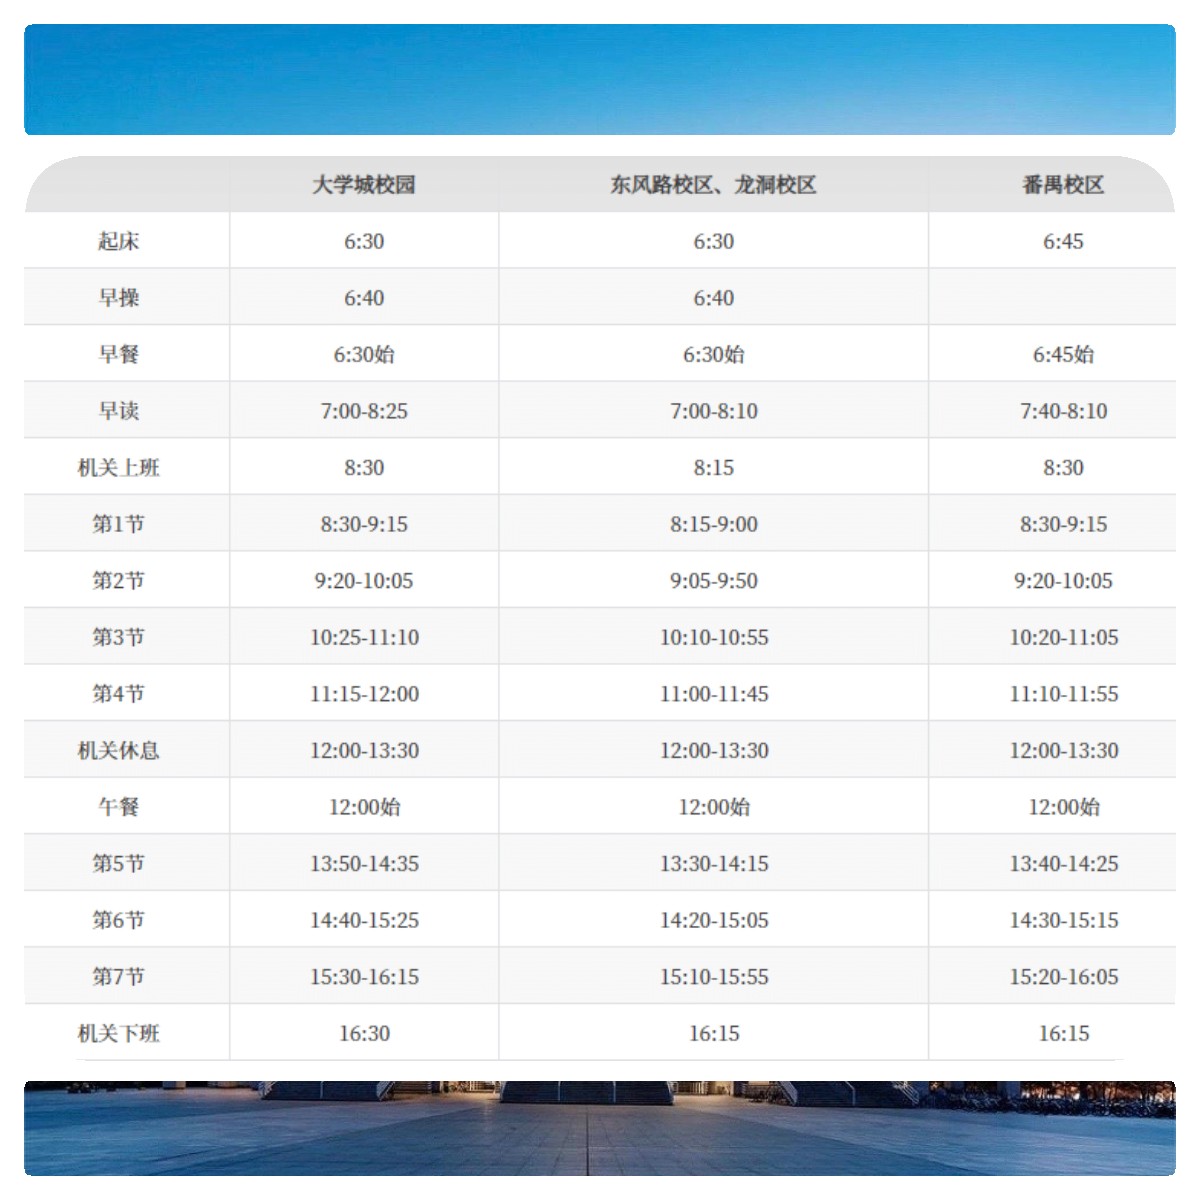 大学城校园 东风路校区、龙洞校区 番禺校区
起床 6:30 6:30 6:45
早操 6:40 6:40
早餐 6:30始 6:30始 6:45始
早读 7:00-8:25 7:00-8:10 7:40-8:10
机关上班 8:30 8:15 8:30
第1节 8:30-9:15 8:15-9:00 8:30-9:15
第2节 9:20-10:05 9:05-9:50 9:20-10:05
第3节 10:25-11:10 10:10-10:55 10:20-11:05
第4节 11:15-12:00 11:00-11:45 11:10-11:55
机关休息 12:00-13:30 12:00-13:30 12:00-13:30
午餐 12:00始 12:00始 12:00始
第5节 13:50-14:35 13:30-14:15 13:40-14:25
第6节 14:40-15:25 14:20-15:05 14:30-15:15
第7节 15:30-16:15 15:10-15:55 15:20-16:05
机关下班 16:30 16:15 16:15